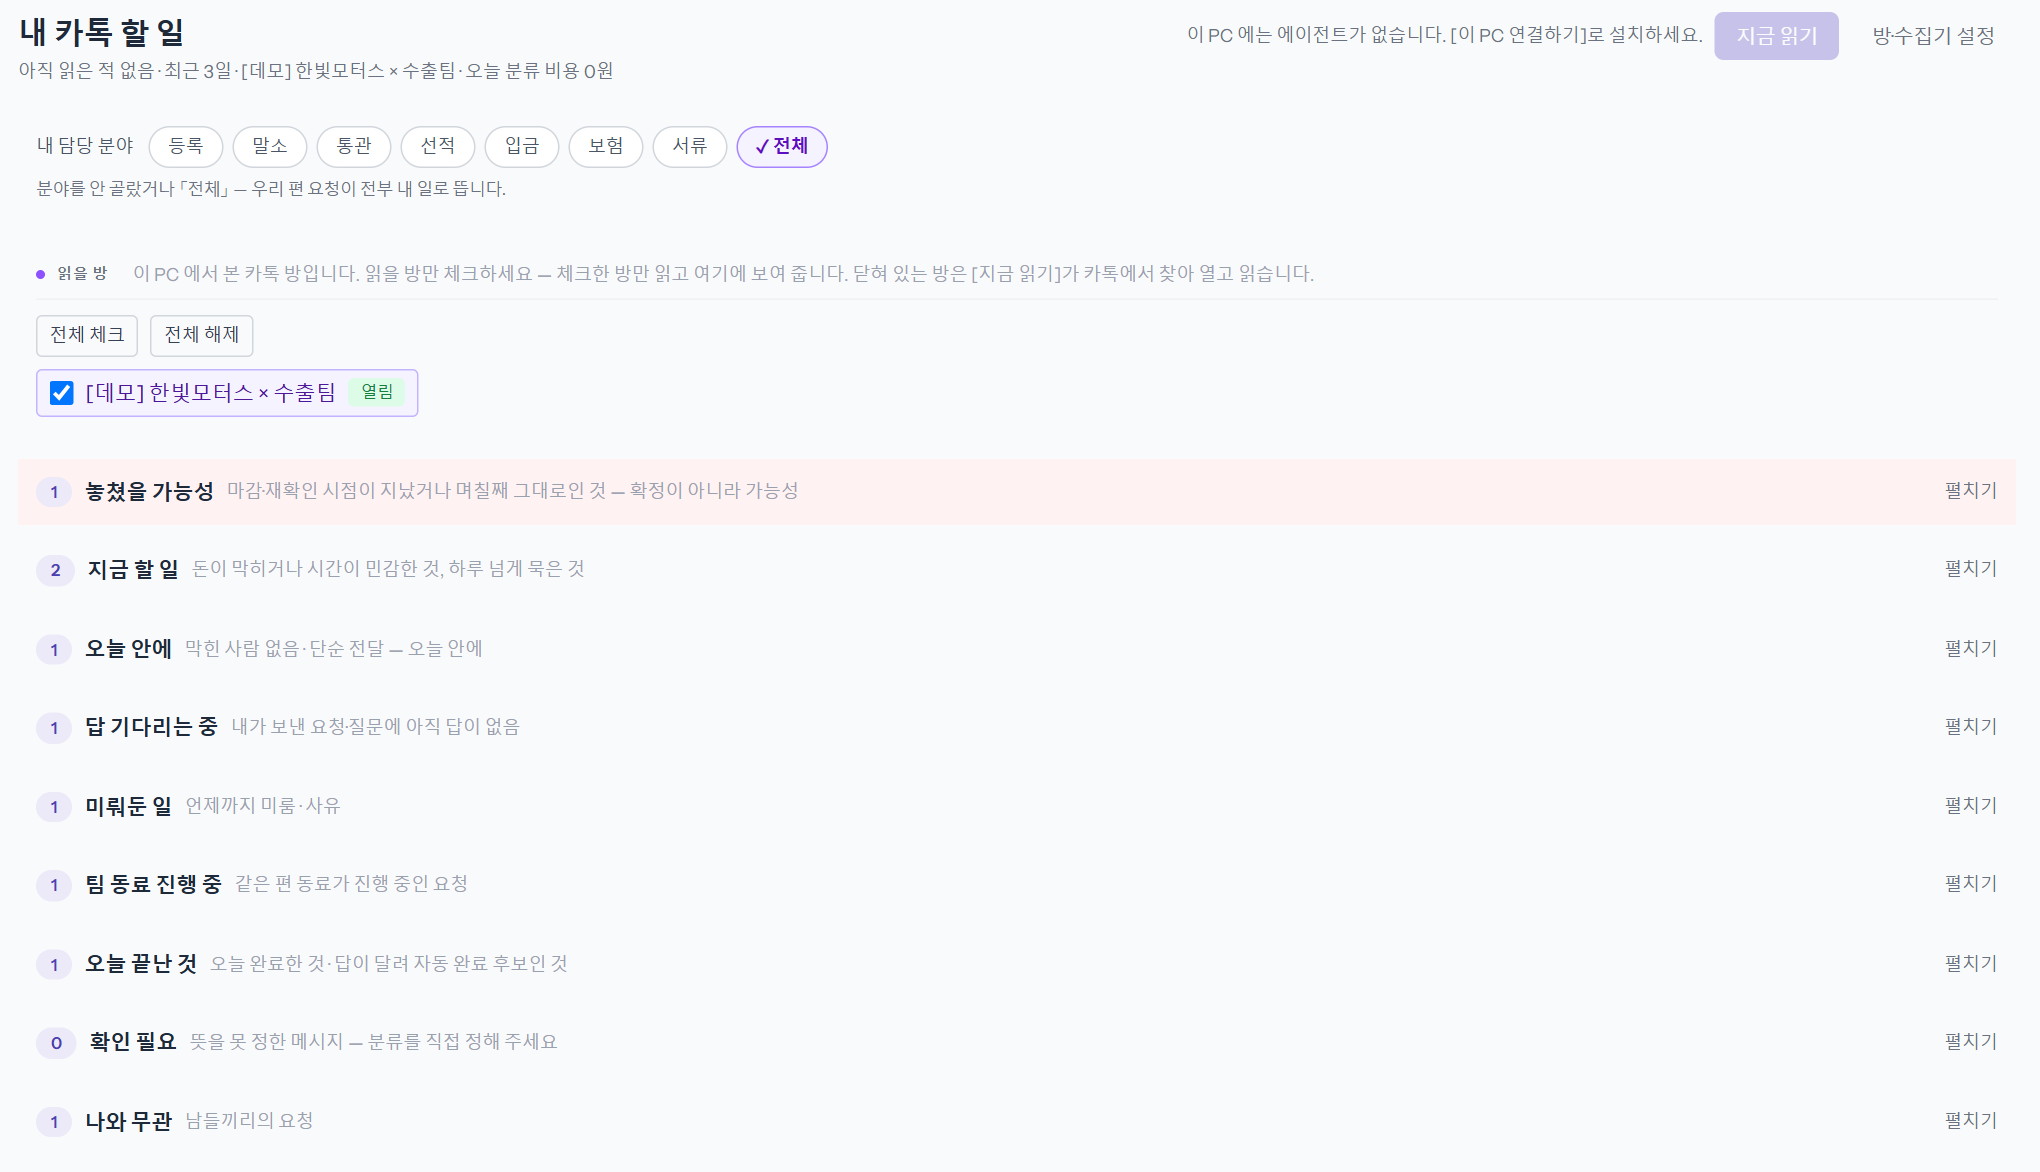 내 카톡 할 일
이 PC 에는 에이전트가 없습니다. [이 PC 연결하기]로 설치하세요. 지금 읽기 방·수집기 설정
아직 읽은 적 없음 · 최근 3일 · [데모] 한빛모터스 × 수출팀 · 오늘 분류 비용 0원
내 담당 분야 등록 말소 통관 선적 입금 보험 서류 ✓ 전체
분야를 안 골랐거나 「전체」 — 우리 편 요청이 전부 내 일로 뜹니다.
읽을 방 이 PC 에서 본 카톡 방입니다. 읽을 방만 체크하세요 — 체크한 방만 읽고 여기에 보여 줍니다. 닫혀 있는 방은 [지금 읽기]가 카톡에서 찾아 열고 읽습니다.
전체 체크 전체 해제
[데모] 한빛모터스 × 수출팀 열림
1 놓쳤을 가능성 마감·재확인 시점이 지났거나 며칠째 그대로인 것 — 확정이 아니라 가능성 펼치기
2 지금 할 일 돈이 막히거나 시간이 민감한 것, 하루 넘게 묵은 것 펼치기
1 오늘 안에 막힌 사람 없음 · 단순 전달 — 오늘 안에 펼치기
1 답 기다리는 중 내가 보낸 요청·질문에 아직 답이 없음 펼치기
1 미뤄둔 일 언제까지 미룸 · 사유 펼치기
1 팀 동료 진행 중 같은 편 동료가 진행 중인 요청 펼치기
1 오늘 끝난 것 오늘 완료한 것 · 답이 달려 자동 완료 후보인 것 펼치기
0 확인 필요 뜻을 못 정한 메시지 — 분류를 직접 정해 주세요 펼치기
1 나와 무관 남들끼리의 요청 펼치기